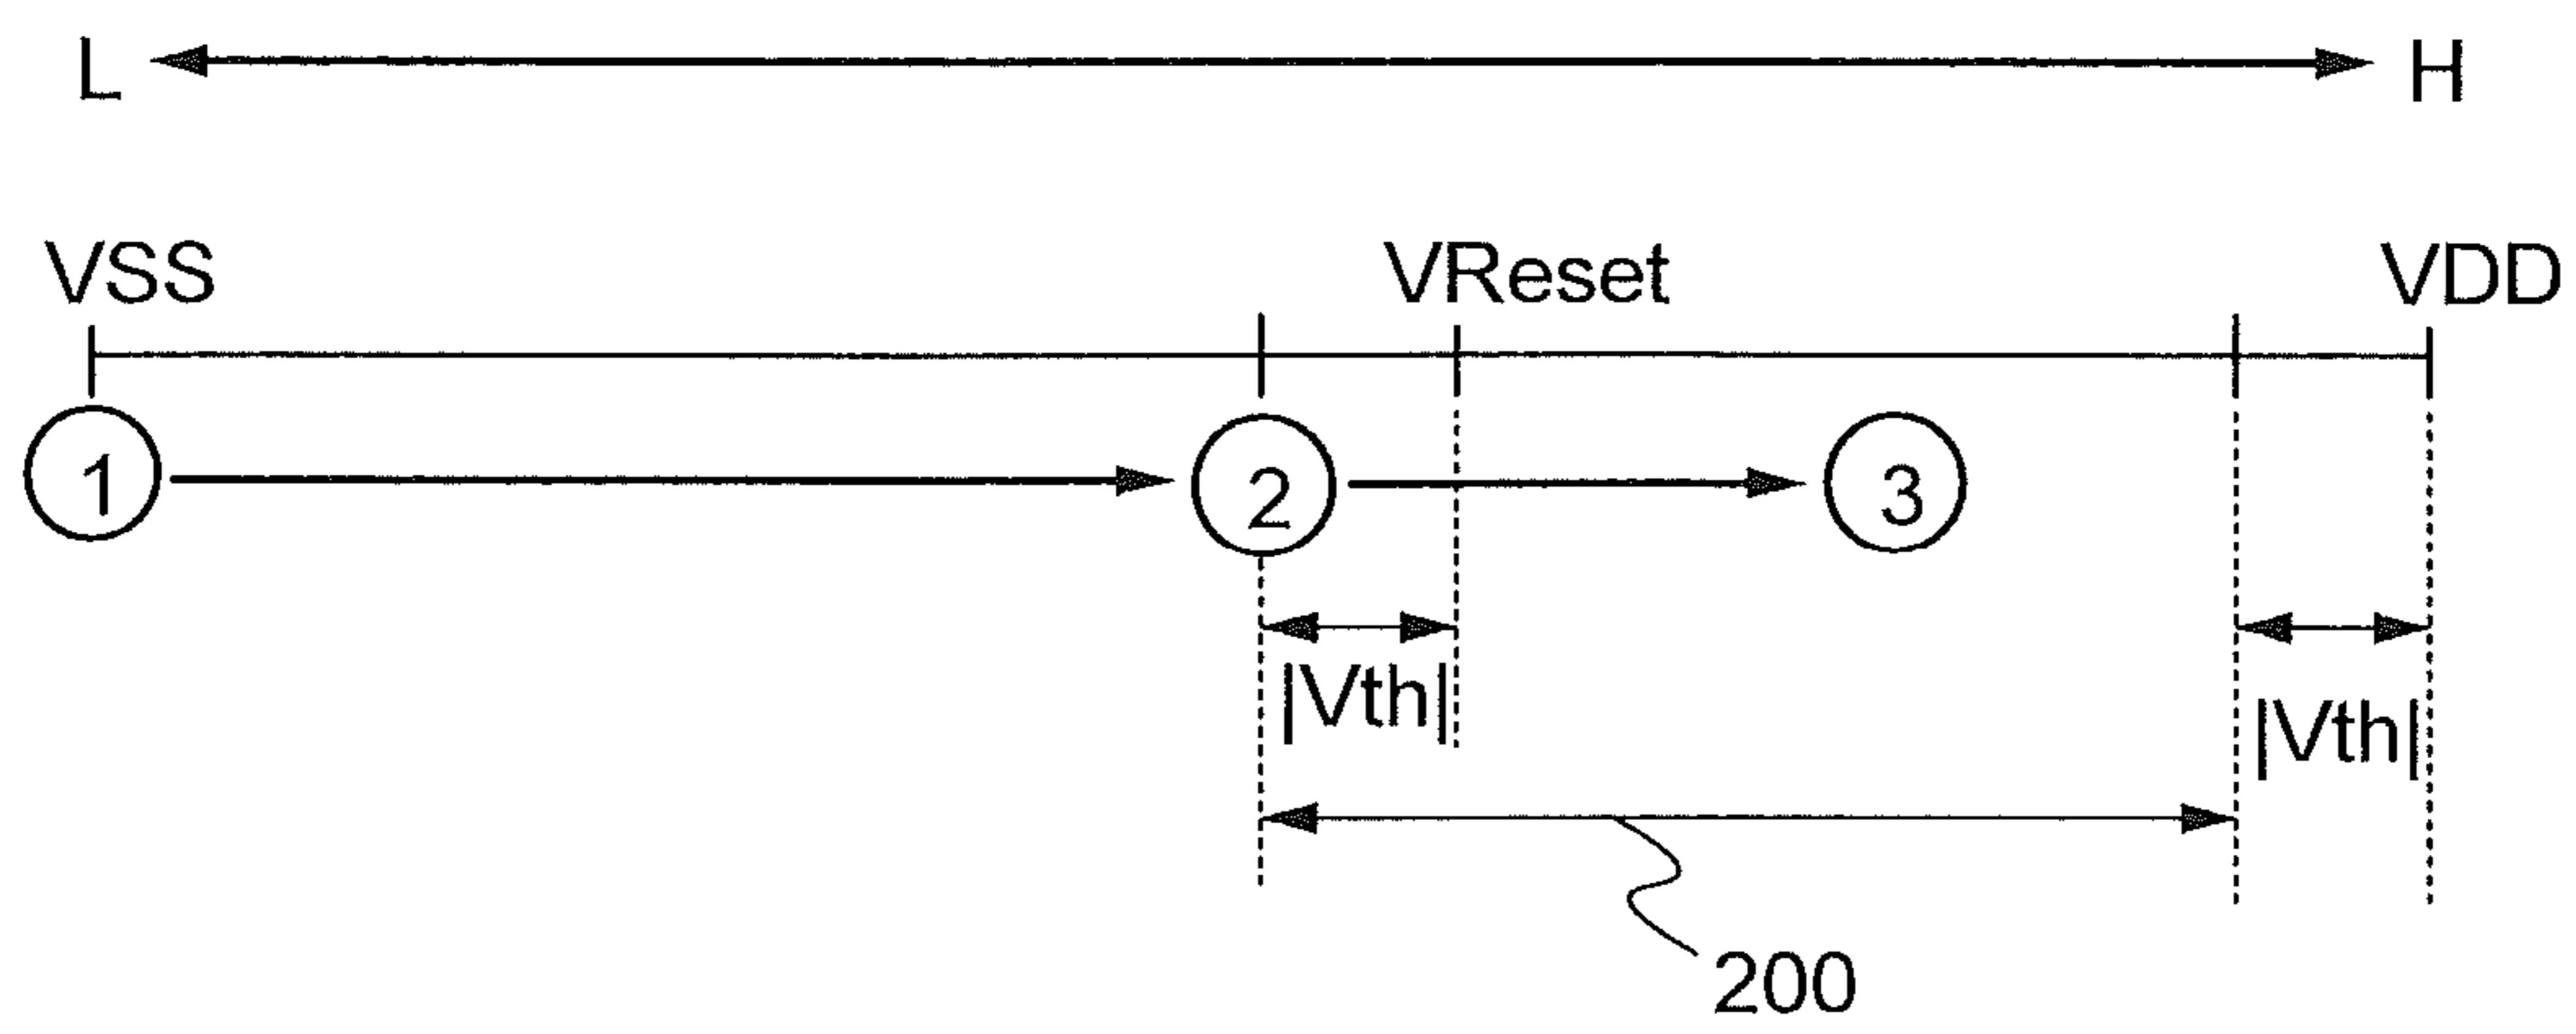 L H
VSS VReset VDD
1 2 3
|Vth| |Vth|
200